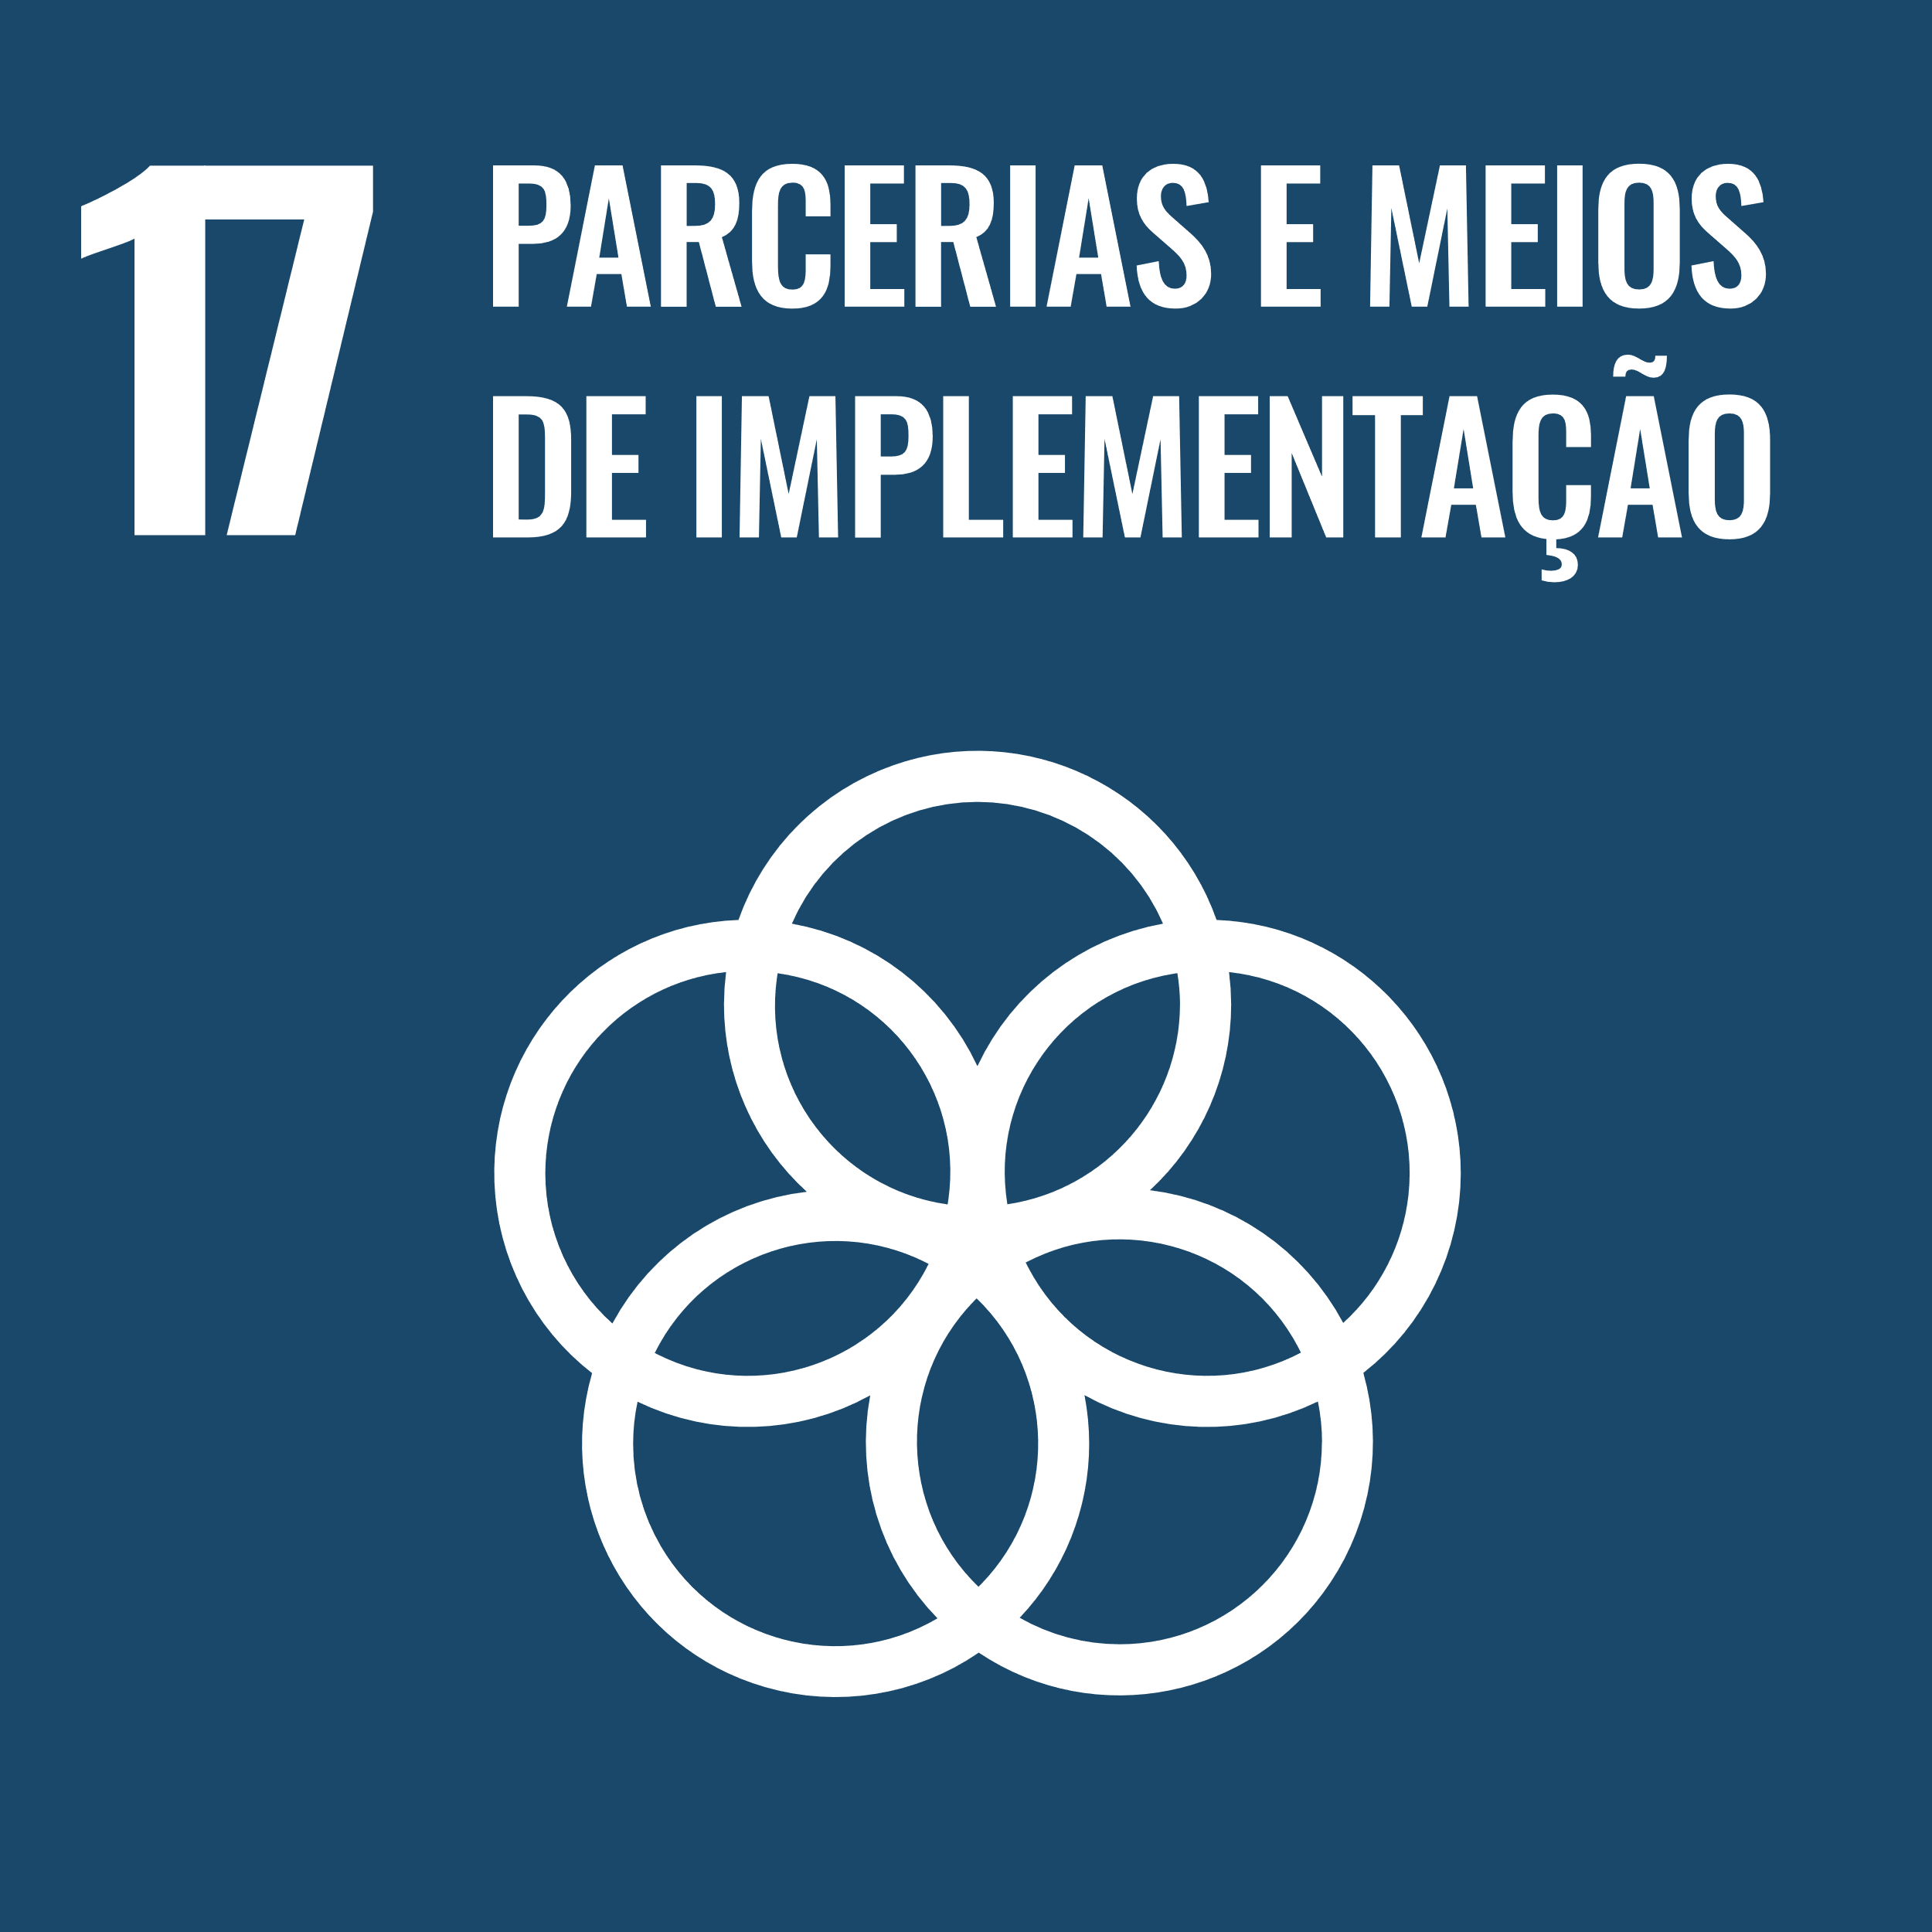 17
PARCERIAS E MEIOS
DE IMPLEMENTAÇÃO